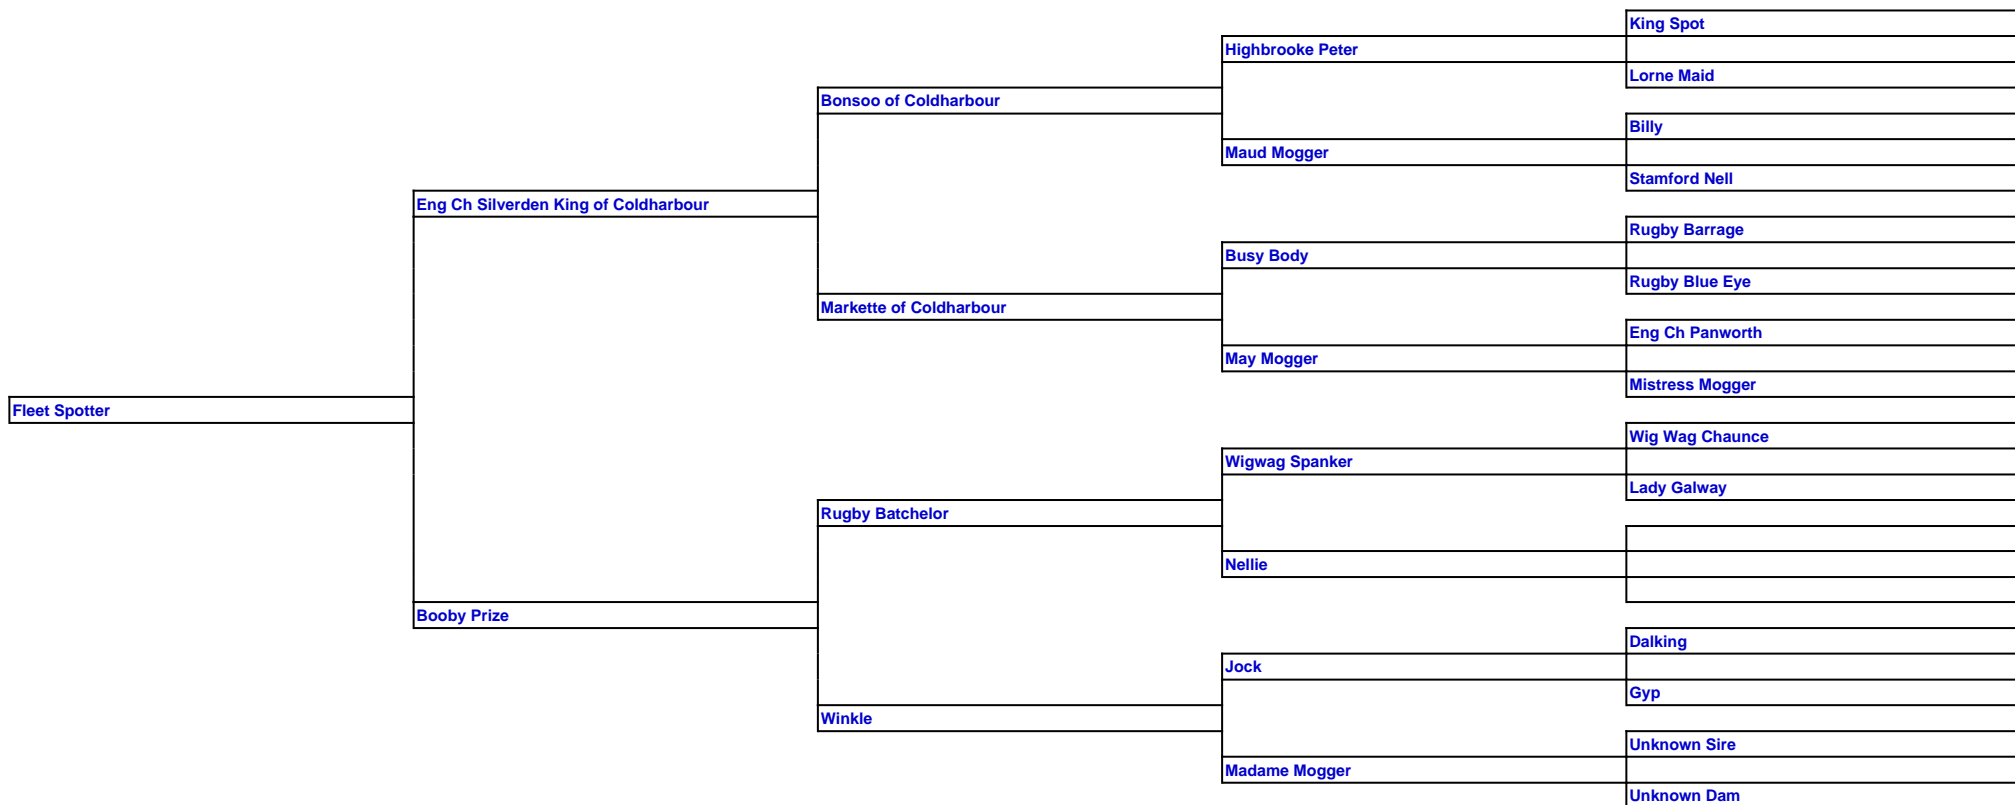 King Spot
Highbrooke Peter
Lorne Maid
Bonsoo of Coldharbour
Billy
Maud Mogger
Stamford Nell
Eng Ch Silverden King of Coldharbour
Rugby Barrage
Busy Body
Rugby Blue Eye
Markette of Coldharbour
Eng Ch Panworth
May Mogger
Mistress Mogger
Fleet Spotter
Wig Wag Chaunce
Wigwag Spanker
Lady Galway
Rugby Batchelor
Nellie
Booby Prize
Dalking
Jock
Gyp
Winkle
Unknown Sire
Madame Mogger
Unknown Dam